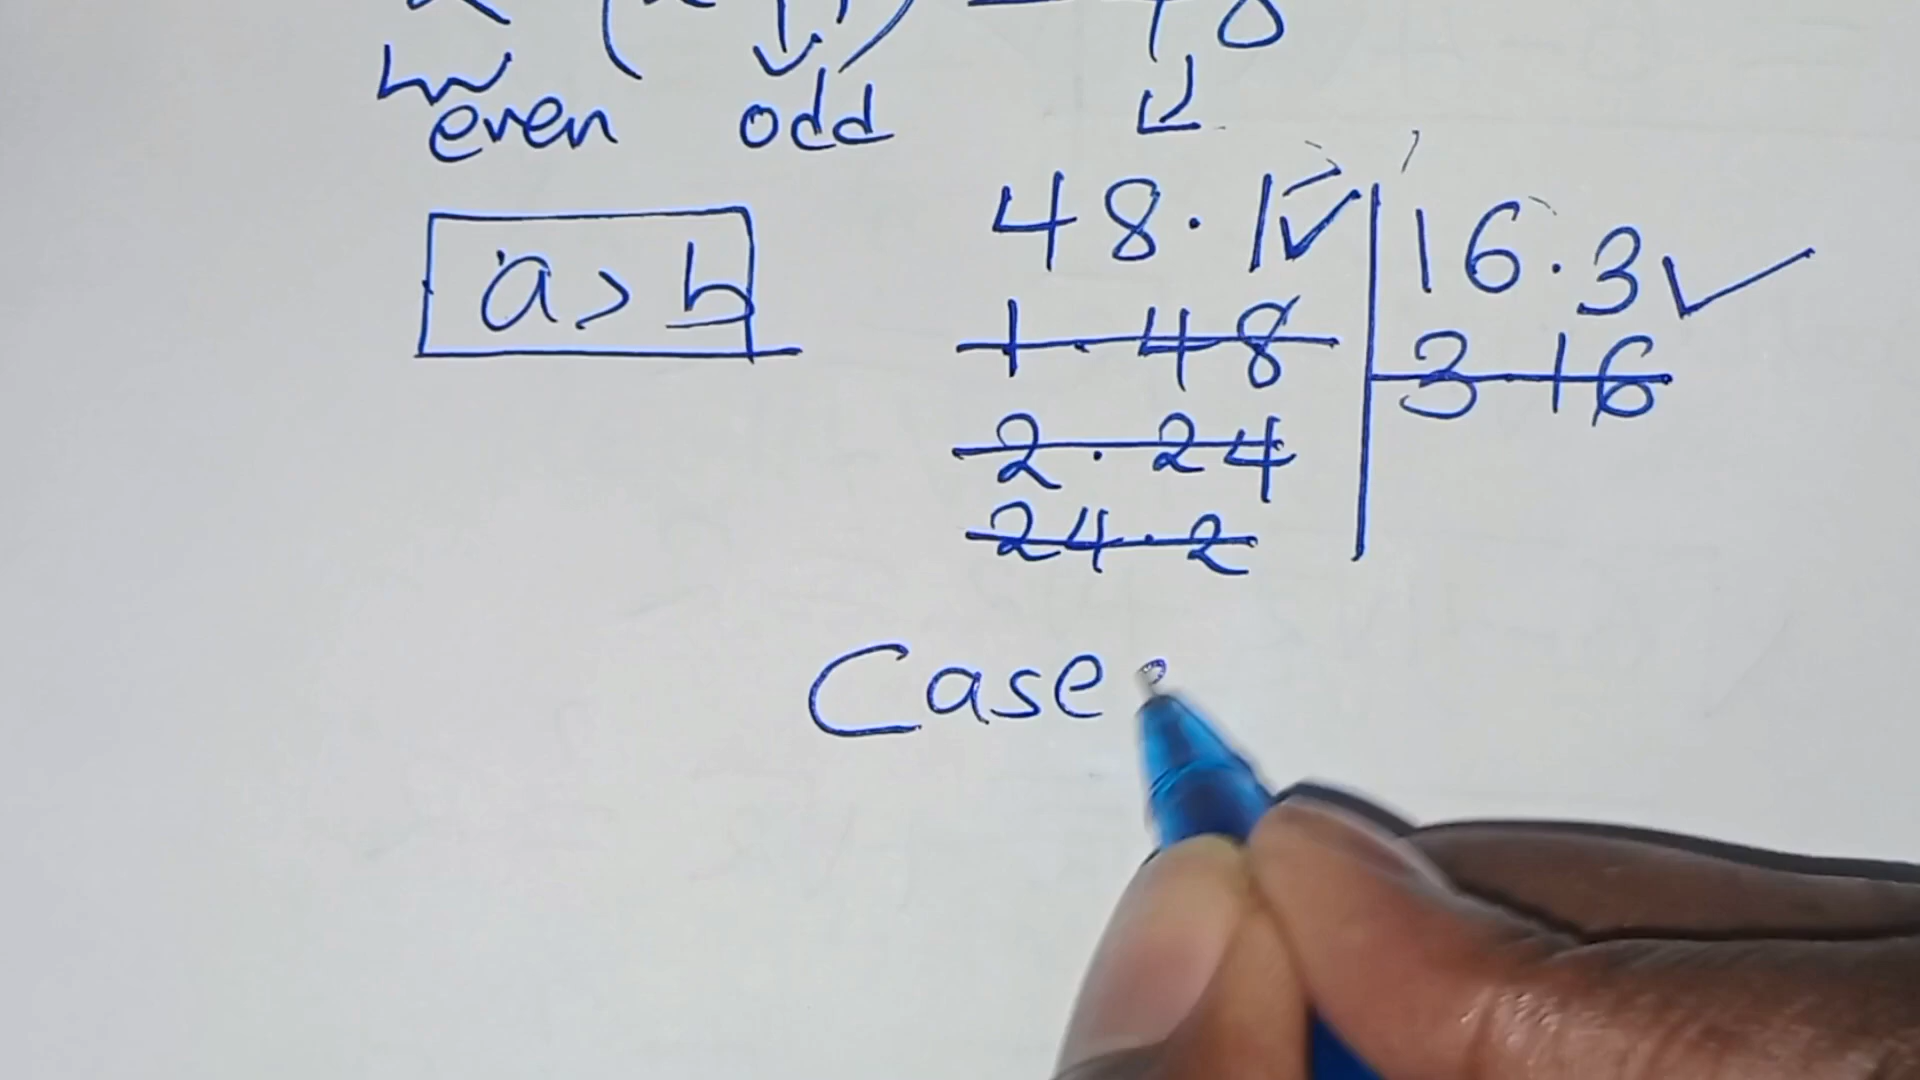 even odd
a > b
48 · 1 ✓ 16 · 3 ✓
1 · 48 3 · 16
2 · 24
24 · 2
Case